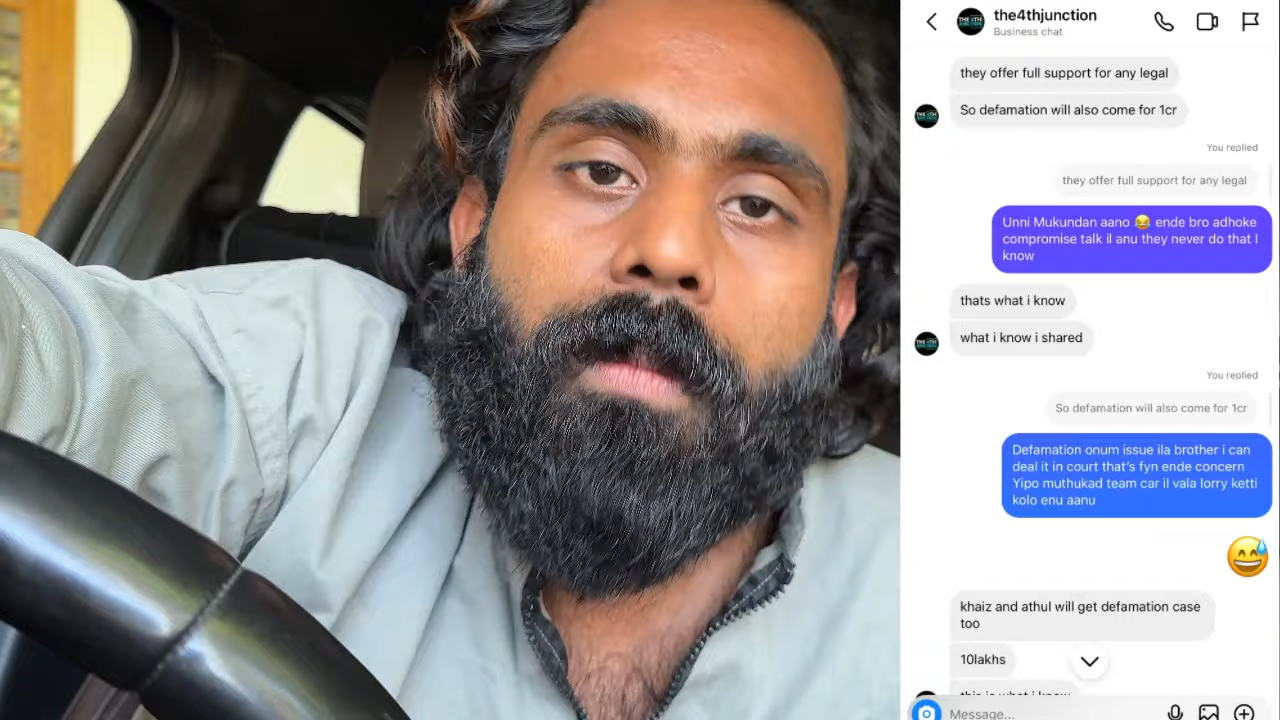 the4thjunction
Business chat
they offer full support for any legal
So defamation will also come for 1cr
You replied
they offer full support for any legal
Unni Mukundan aano 😂 ende bro adhoke
compromise talk il anu they never do that I
know
thats what i know
what i know i shared
You replied
So defamation will also come for 1cr
Defamation onum issue ila brother i can
deal it in court that's fyn ende concern
Yipo muthukad team car il vala lorry ketti
kolo enu aanu
😅
khaiz and athul will get defamation case
too
10lakhs
this is what i know
Message...